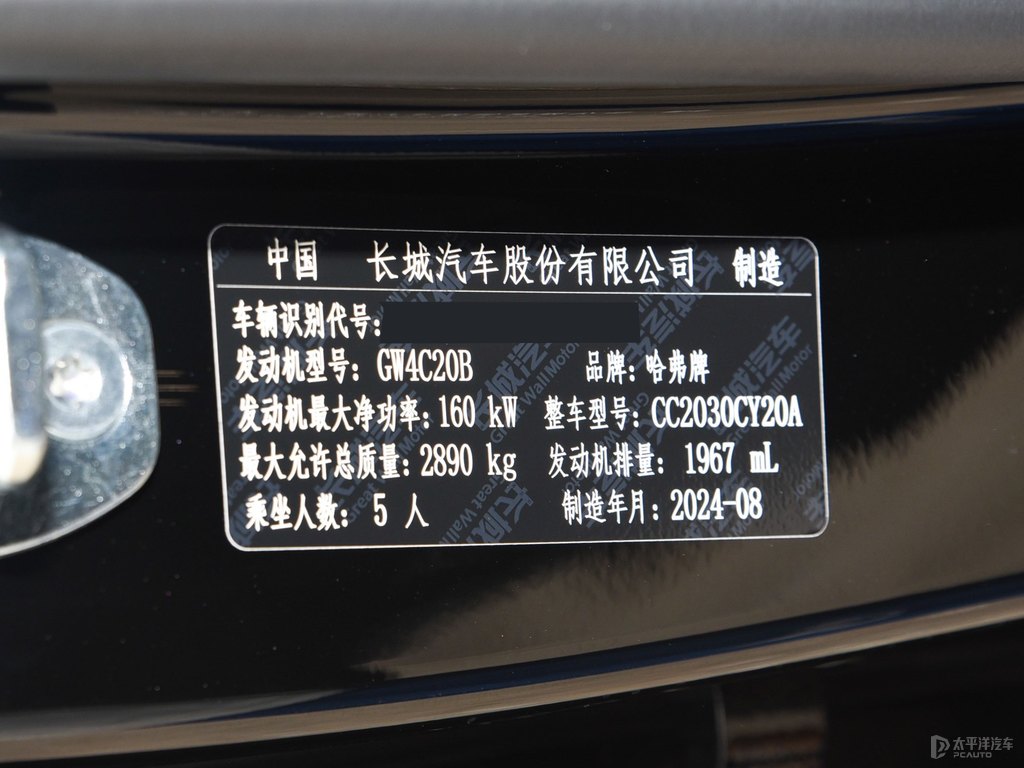 中国 长城汽车股份有限公司 制造
车辆识别代号:
发动机型号: GW4C20B 品牌: 哈弗牌
发动机最大净功率: 160 kW 整车型号: CC2030CY20A
最大允许总质量: 2890 kg 发动机排量: 1967 mL
乘坐人数: 5 人 制造年月: 2024-08
太平洋汽车
PCAUTO